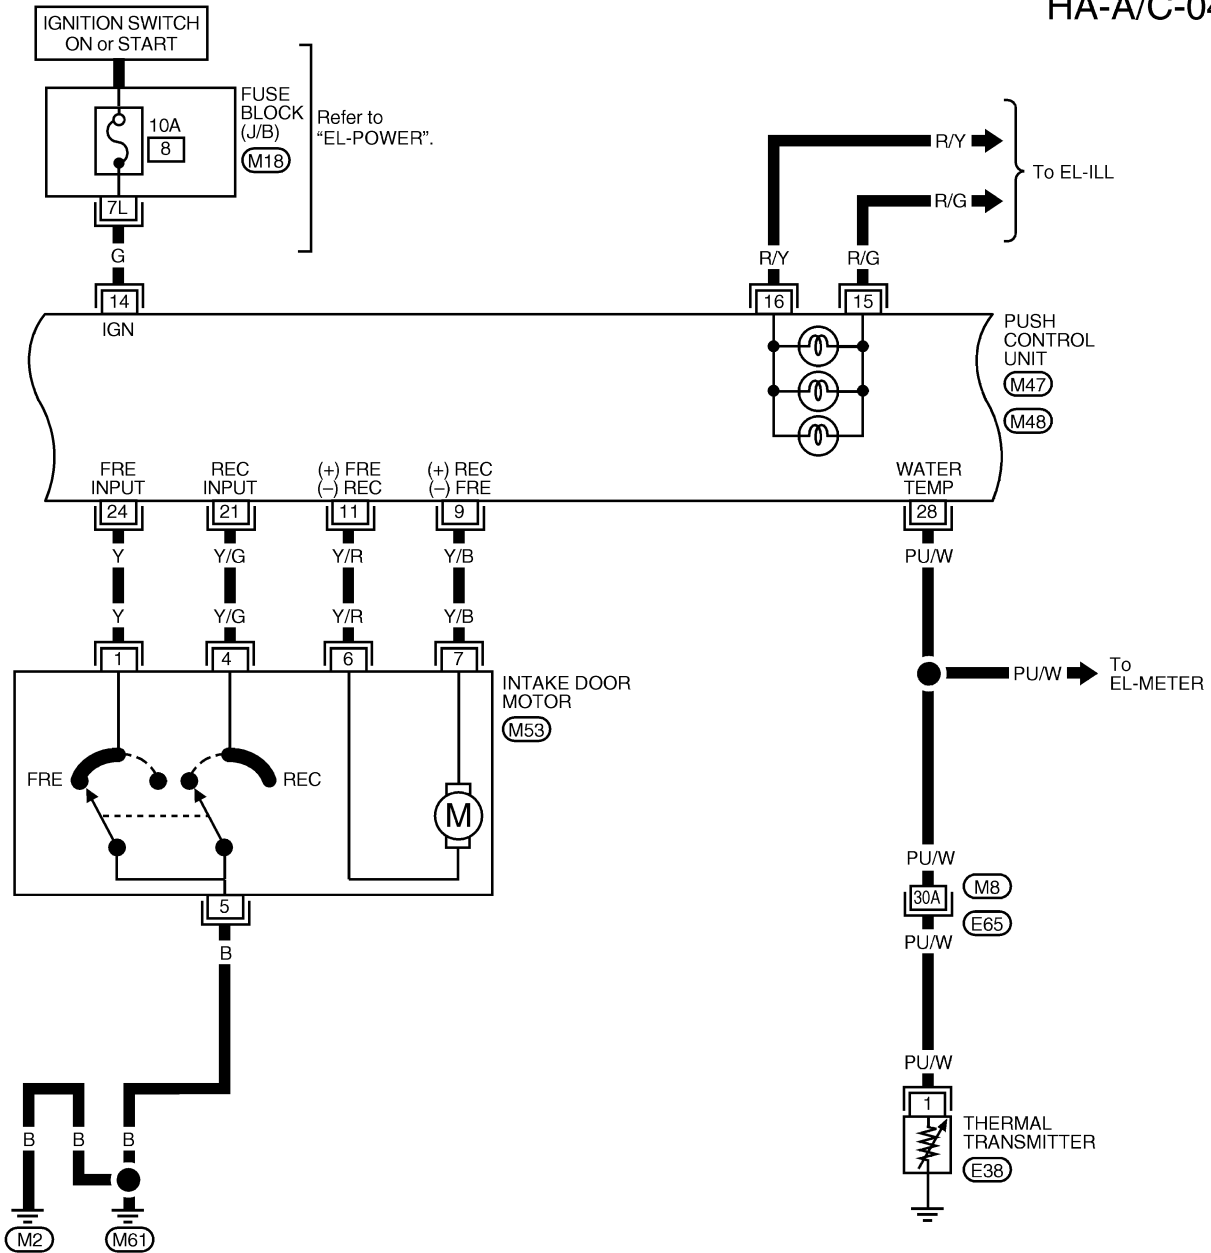 HA-A/C-04
IGNITION SWITCH
ON or START
FUSE
BLOCK
(J/B)
M18
10A
8
Refer to
“EL-POWER”.
7L
G
14
IGN
R/Y
R/G
To EL-ILL
R/Y
R/G
16
15
PUSH
CONTROL
UNIT
M47
M48
FRE
INPUT
REC
INPUT
(+) FRE
(–) REC
(+) REC
(–) FRE
WATER
TEMP
24
21
11
9
28
Y
Y/G
Y/R
Y/B
PU/W
Y
Y/G
Y/R
Y/B
1
4
6
7
INTAKE DOOR
MOTOR
M53
PU/W
To
EL-METER
FRE
REC
M
5
B
PU/W
30A
M8
E65
PU/W
PU/W
1
THERMAL
TRANSMITTER
E38
B
B
B
M2
M61